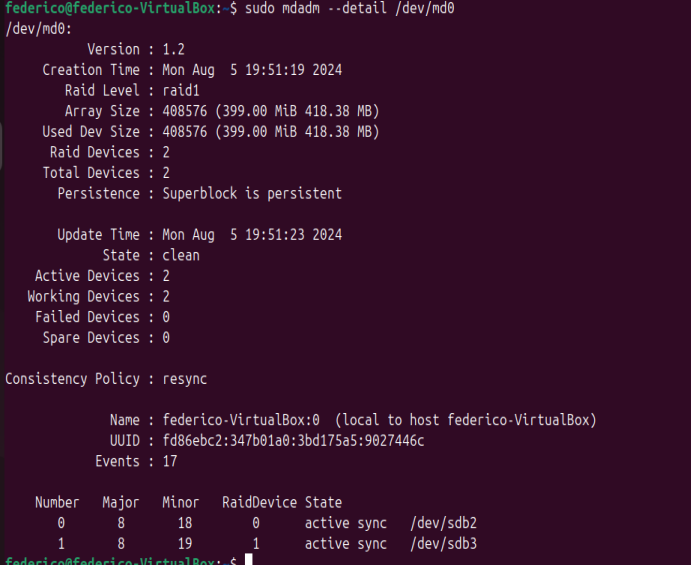 federico@federico-VirtualBox:~$ sudo mdadm --detail /dev/md0
/dev/md0:
Version : 1.2
Creation Time : Mon Aug  5 19:51:19 2024
Raid Level : raid1
Array Size : 408576 (399.00 MiB 418.38 MB)
Used Dev Size : 408576 (399.00 MiB 418.38 MB)
Raid Devices : 2
Total Devices : 2
Persistence : Superblock is persistent
Update Time : Mon Aug  5 19:51:23 2024
State : clean
Active Devices : 2
Working Devices : 2
Failed Devices : 0
Spare Devices : 0
Consistency Policy : resync
Name : federico-VirtualBox:0  (local to host federico-VirtualBox)
UUID : fd86ebc2:347b01a0:3bd175a5:9027446c
Events : 17
Number   Major   Minor   RaidDevice State
0       8       18        0      active sync   /dev/sdb2
1       8       19        1      active sync   /dev/sdb3
federico@federico-VirtualBox:~$